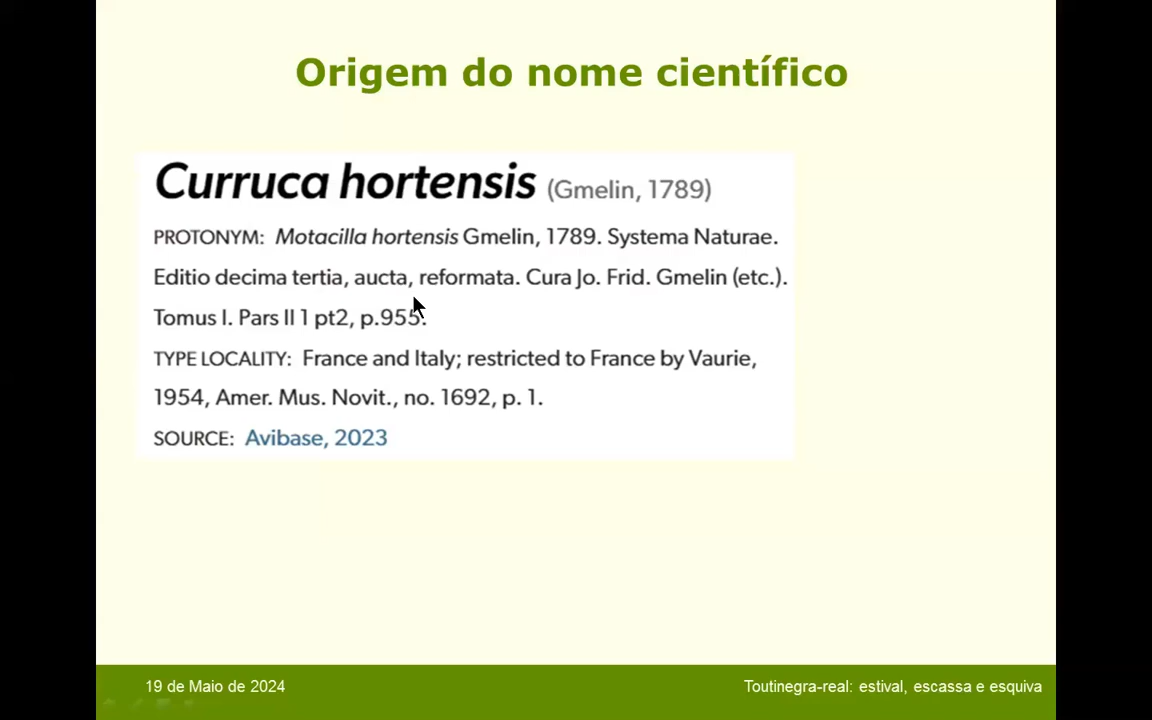 Origem do nome científico
Curruca hortensis (Gmelin, 1789)
PROTONYM: Motacilla hortensis Gmelin, 1789. Systema Naturae.
Editio decima tertia, aucta, reformata. Cura Jo. Frid. Gmelin (etc.).
Tomus I. Pars II 1 pt2, p.955.
TYPE LOCALITY: France and Italy; restricted to France by Vaurie,
1954, Amer. Mus. Novit., no. 1692, p. 1.
SOURCE: Avibase, 2023
19 de Maio de 2024
Toutinegra-real: estival, escassa e esquiva